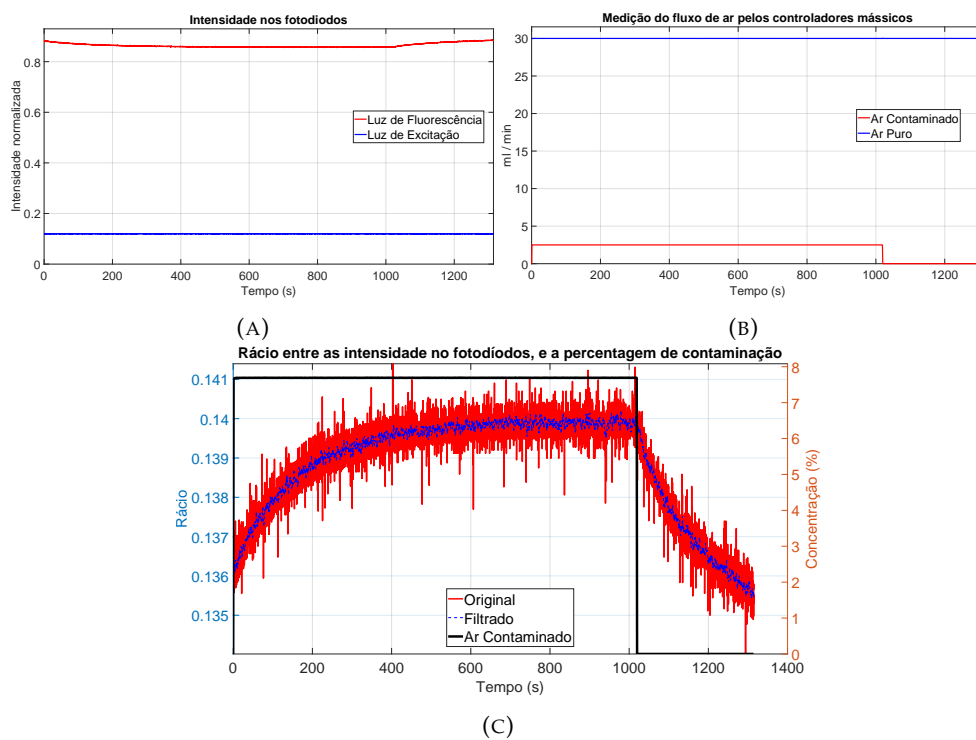 Intensidade nos fotodiodos
Intensidade normalizada
0.8
0.6
0.4
0.2
0
Luz de Fluorescência
Luz de Excitação
0 200 400 600 800 1000 1200
Tempo (s)
(A)
Medição do fluxo de ar pelos controladores mássicos
ml / min
30
25
20
15
10
5
0
Ar Contaminado
Ar Puro
0 200 400 600 800 1000 1200
Tempo (s)
(B)
Rácio entre as intensidade no fotodíodos, e a percentagem de contaminação
Rácio
0.141
0.14
0.139
0.138
0.137
0.136
0.135
Original
Filtrado
Ar Contaminado
8
7
6
5
4
3
2
1
0
Concentração (%)
0 200 400 600 800 1000 1200 1400
Tempo (s)
(C)